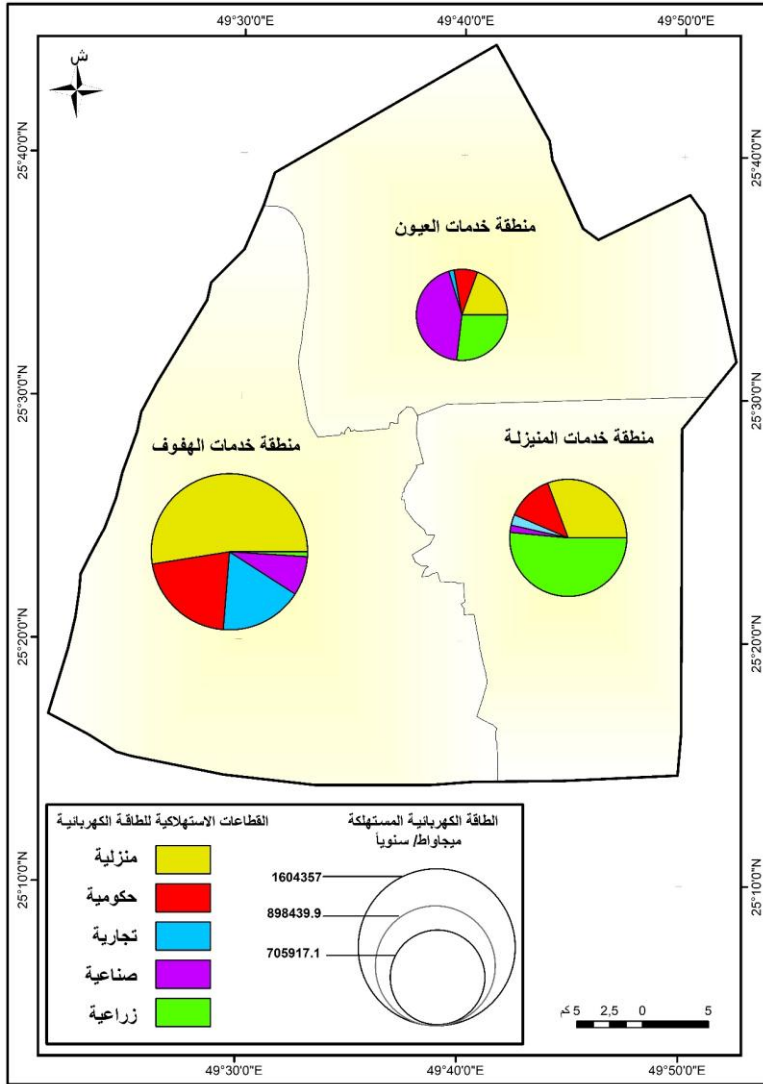 49°30'0"E
49°40'0"E
49°50'0"E
ش
25°40'0"N
25°40'0"N
منطقة خدمات العيون
25°30'0"N
25°30'0"N
منطقة خدمات المنيزلة
منطقة خدمات الهفوف
25°20'0"N
25°20'0"N
الطاقة الكهربائية المستهلكة
ميجاواط/ سنوياً
1604357
898439.9
705917.1
القطاعات الاستهلاكية للطاقة الكهربائية
منزلية
حكومية
تجارية
صناعية
زراعية
25°10'0"N
25°10'0"N
كم 5 2,5 0 5
49°30'0"E
49°40'0"E
49°50'0"E